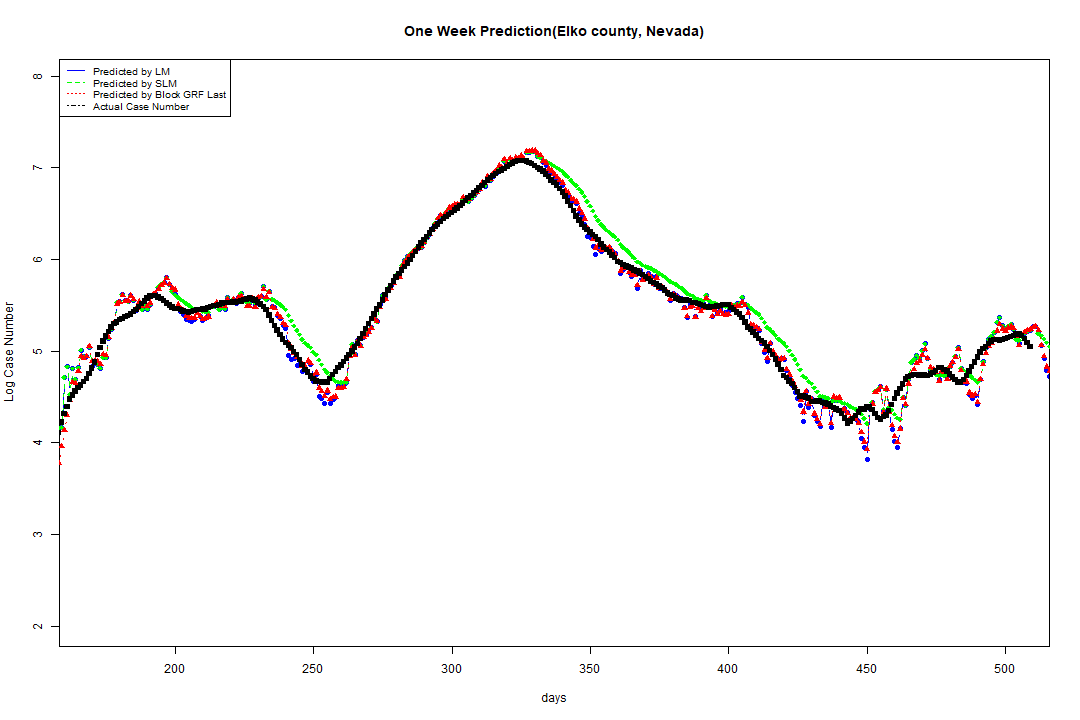 One Week Prediction(Elko county, Nevada)
Predicted by LM
Predicted by SLM
Predicted by Block GRF Last
Actual Case Number
Log Case Number
8
7
6
5
4
3
2
200 250 300 350 400 450 500
days